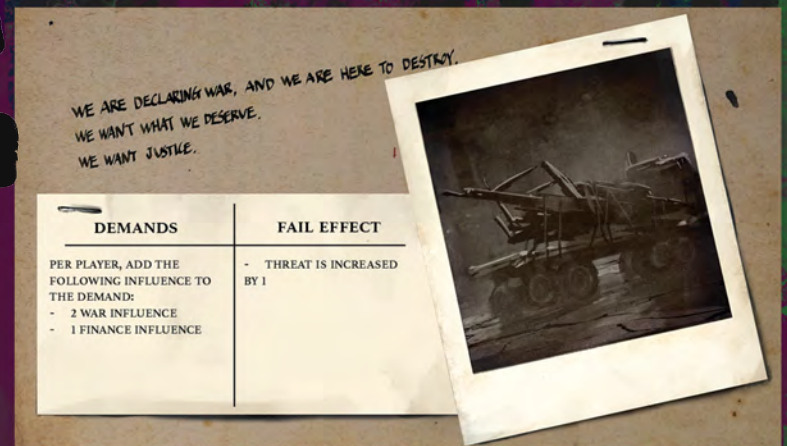 WE ARE DECLARING WAR, AND WE ARE HERE TO DESTROY.
WE WANT WHAT WE DESERVE.
WE WANT JUSTICE.
DEMANDS
PER PLAYER, ADD THE
FOLLOWING INFLUENCE TO
THE DEMAND:
- 2 WAR INFLUENCE
- 1 FINANCE INFLUENCE
FAIL EFFECT
- THREAT IS INCREASED
BY 1